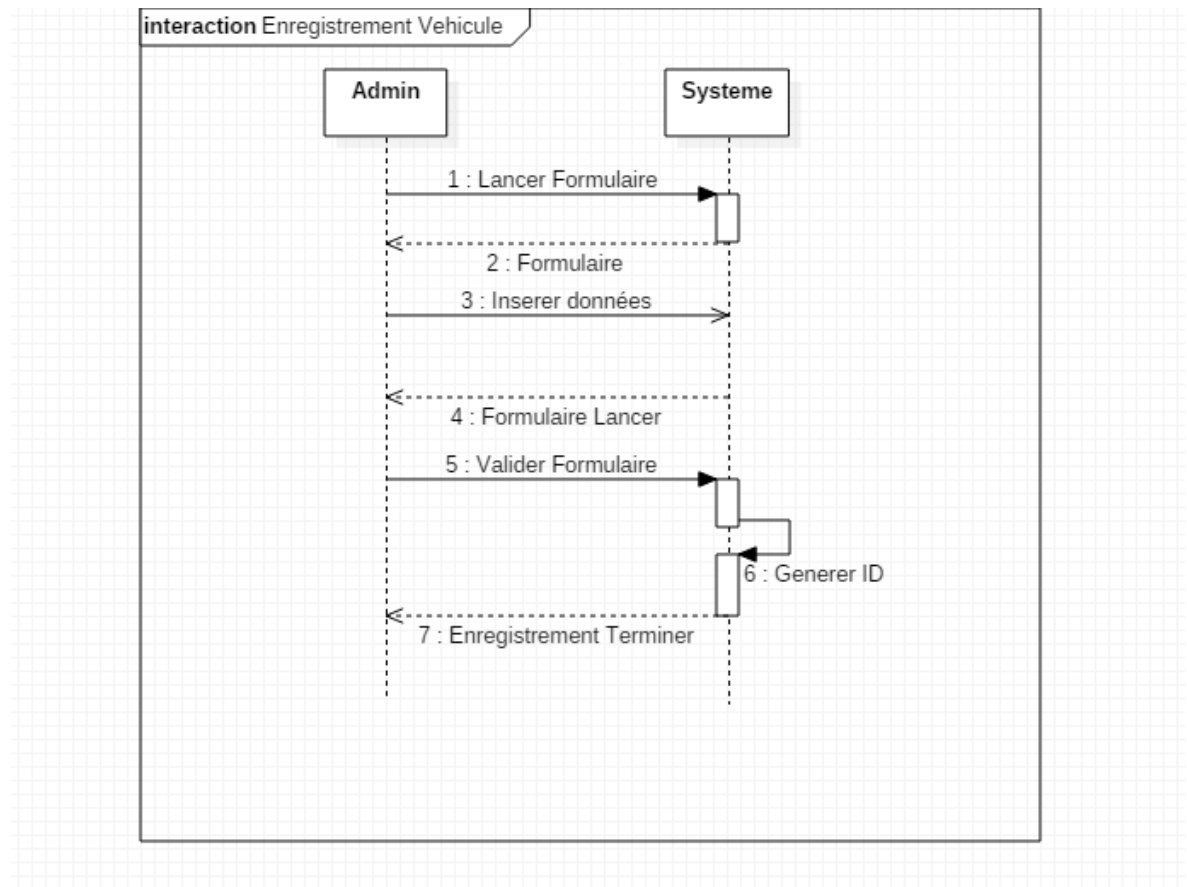 interaction Enregistrement Vehicule
Admin
Systeme
1 : Lancer Formulaire
2 : Formulaire
3 : Inserer données
4 : Formulaire Lancer
5 : Valider Formulaire
6 : Generer ID
7 : Enregistrement Terminer